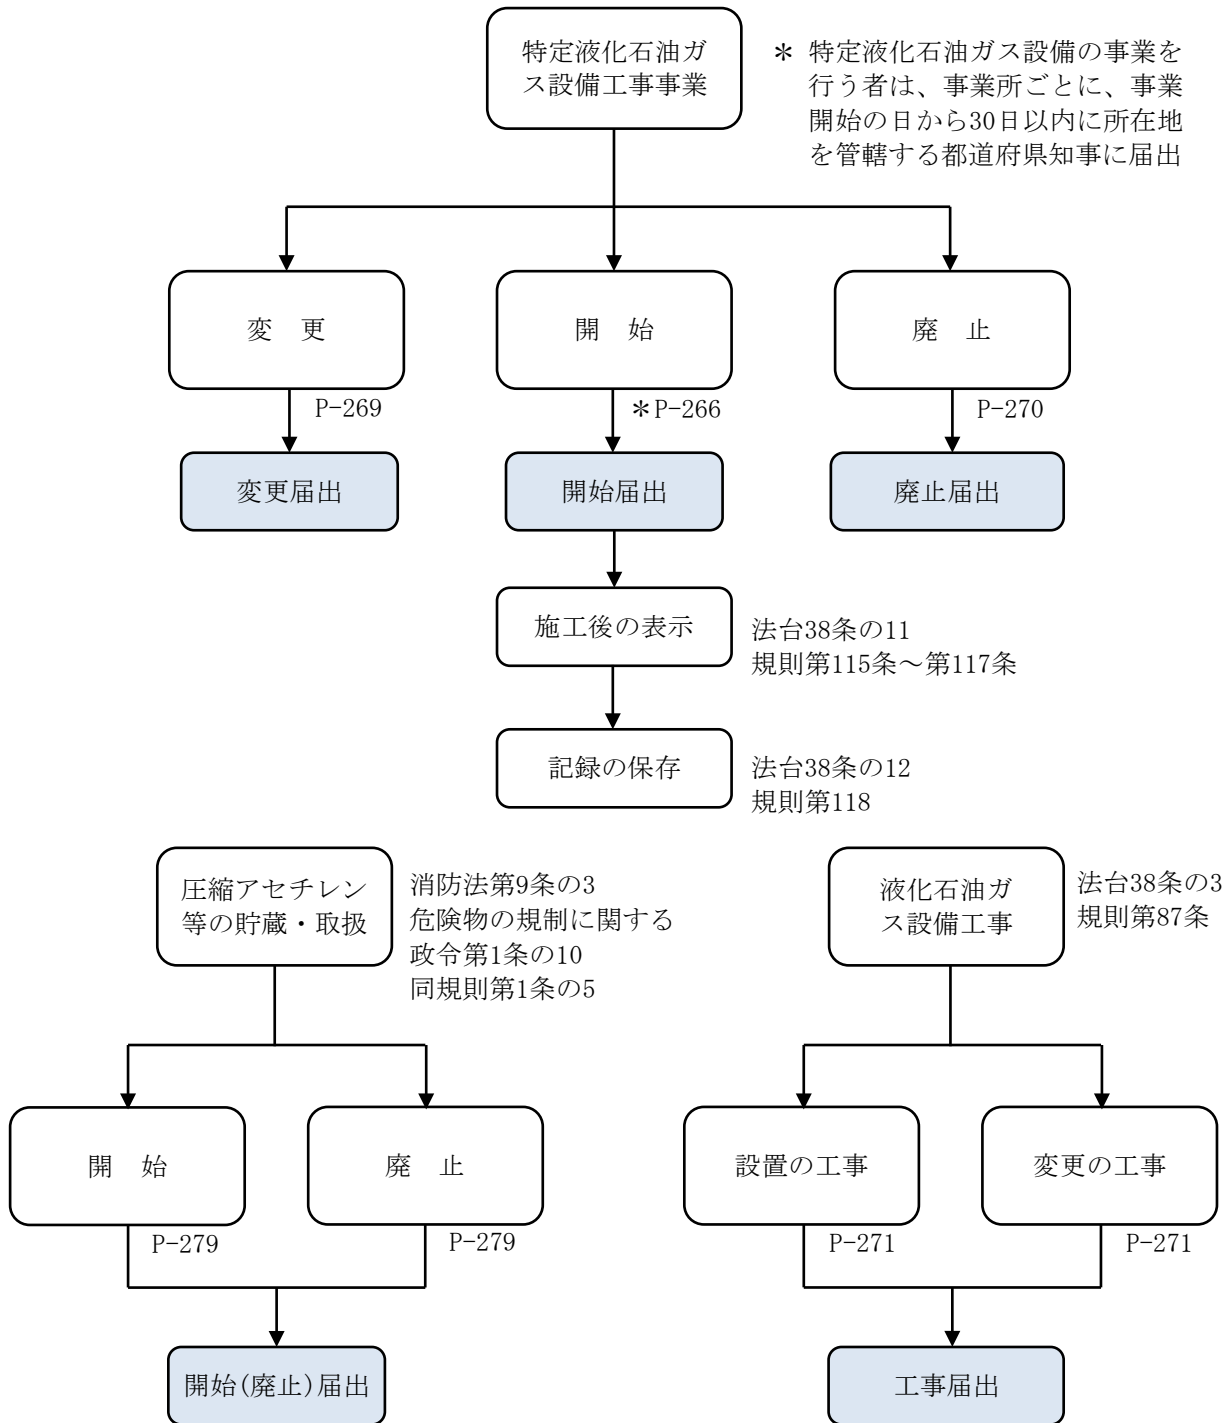 特定液化石油ガ
ス設備工事事業
＊ 特定液化石油ガス設備の事業を
行う者は、事業所ごとに、事業
開始の日から30日以内に所在地
を管轄する都道府県知事に届出
変　更
開　始
廃　止
P-269
＊P-266
P-270
変更届出
開始届出
廃止届出
施工後の表示
法台38条の11
規則第115条～第117条
記録の保存
法台38条の12
規則第118
圧縮アセチレン
等の貯蔵・取扱
消防法第9条の3
危険物の規制に関する
政令第1条の10
同規則第1条の5
液化石油ガ
ス設備工事
法台38条の3
規則第87条
開　始
廃　止
設置の工事
変更の工事
P-279
P-279
P-271
P-271
開始(廃止)届出
工事届出